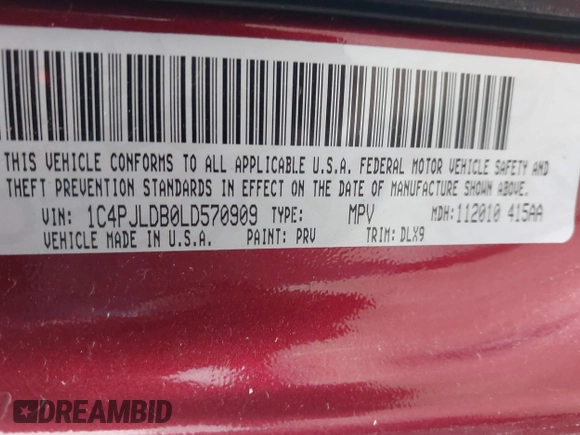 THIS VEHICLE CONFORMS TO ALL APPLICABLE U.S.A. FEDERAL MOTOR VEHICLE SAFETY AND
THEFT PREVENTION STANDARDS IN EFFECT ON THE DATE OF MANUFACTURE SHOWN ABOVE.
VIN: 1C4PJLDB0LD570909 TYPE: MPV MDH: 112010 415AA
VEHICLE MADE IN U.S.A. PAINT: PRV TRIM: DLX9
DREAMBID